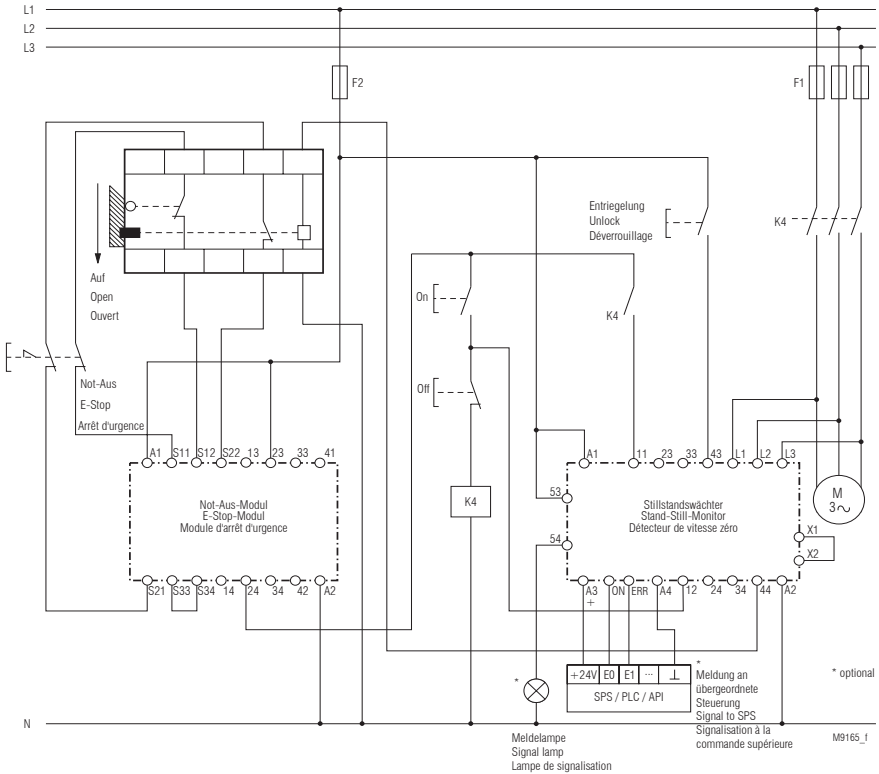 L1
L2
L3
F2
F1
Entriegelung
Unlock
Déverrouillage
K4
Auf
Open
Ouvert
On
K4
Off
Not-Aus
E-Stop
Arrêt d'urgence
A1 S11 S12 S22 13 23 33 41
A1 11 23 33 43 L1 L2 L3
Not-Aus-Modul
E-Stop-Modul
Module d'arrêt d'urgence
K4
53
54
Stillstandswächter
Stand-Still-Monitor
Détecteur de vitesse zéro
M
3~
X1
X2
S21 S33 S34 14 24 34 42 A2
A3 ON ERR A4 12 24 34 44 A2
+
+24V E0 E1 ... ⊥
SPS / PLC / API
*
*
Meldung an
übergeordnete
Steuerung
Signal to SPS
Signalisation à la
commande supérieure
* optional
N
Meldelampe
Signal lamp
Lampe de signalisation
M9165_f